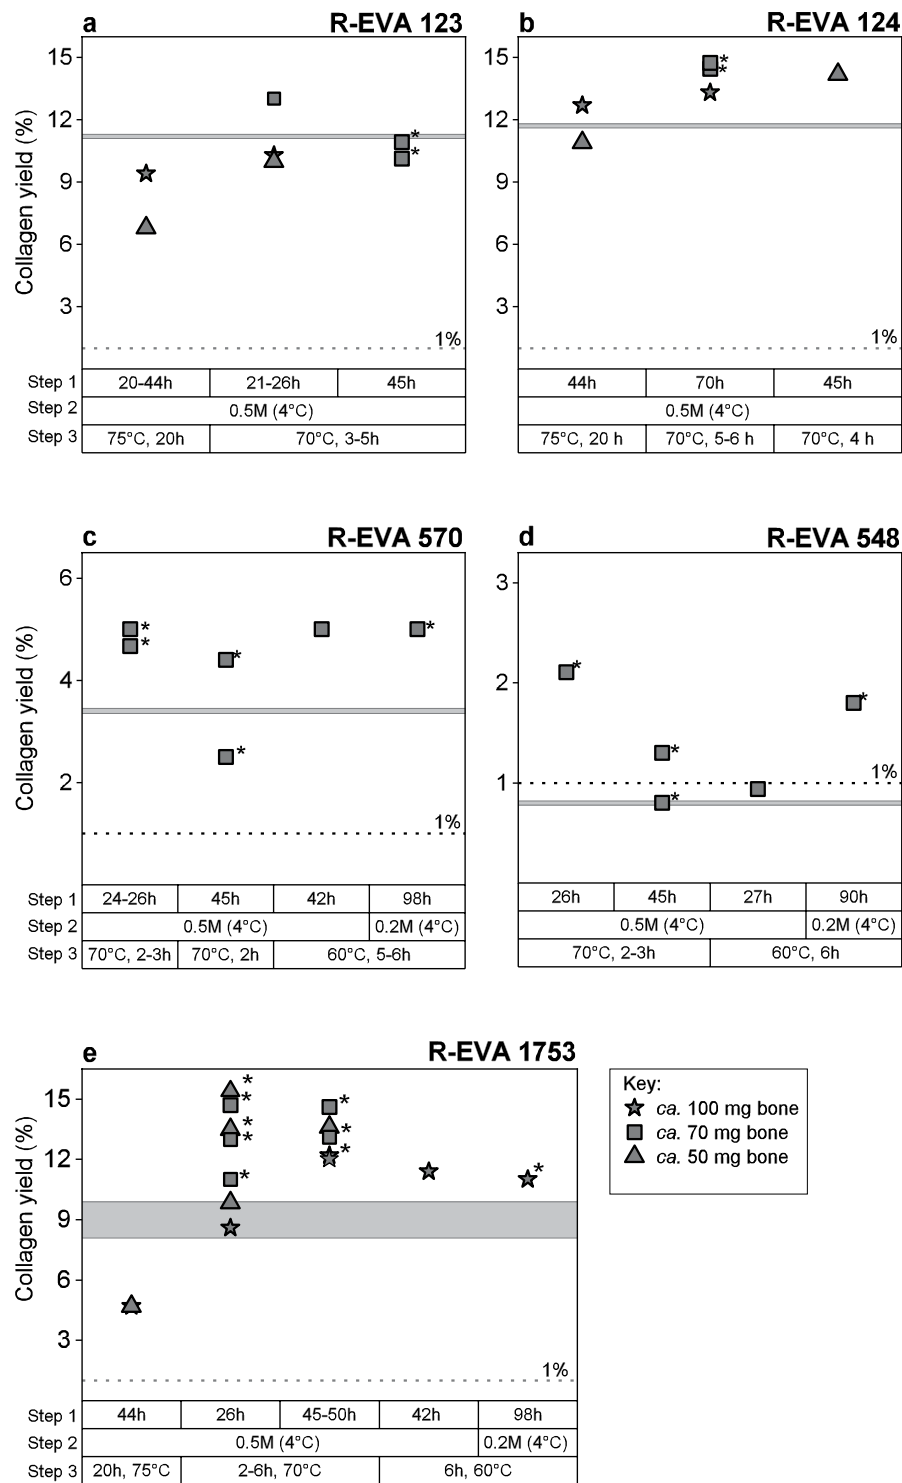 a R-EVA 123
15
12
9
6
3
Collagen yield (%)
*
*
1%
Step 1 20-44h 21-26h 45h
Step 2 0.5M (4°C)
Step 3 75°C, 20h 70°C, 3-5h
b R-EVA 124
15
12
9
6
3
*
*
1%
44h 70h 45h
0.5M (4°C)
75°C, 20 h 70°C, 5-6 h 70°C, 4 h
c R-EVA 570
6
4
2
Collagen yield (%)
*
*
*
*
*
1%
Step 1 24-26h 45h 42h 98h
Step 2 0.5M (4°C) 0.2M (4°C)
Step 3 70°C, 2-3h 70°C, 2h 60°C, 5-6h
d R-EVA 548
3
2
1
*
*
*
*
1%
26h 45h 27h 90h
0.5M (4°C) 0.2M (4°C)
70°C, 2-3h 60°C, 6h
e R-EVA 1753
15
12
9
6
3
Collagen yield (%)
*
*
*
*
*
*
*
*
*
1%
Step 1 44h 26h 45-50h 42h 98h
Step 2 0.5M (4°C) 0.2M (4°C)
Step 3 20h, 75°C 2-6h, 70°C 6h, 60°C
Key:
ca. 100 mg bone
ca. 70 mg bone
ca. 50 mg bone